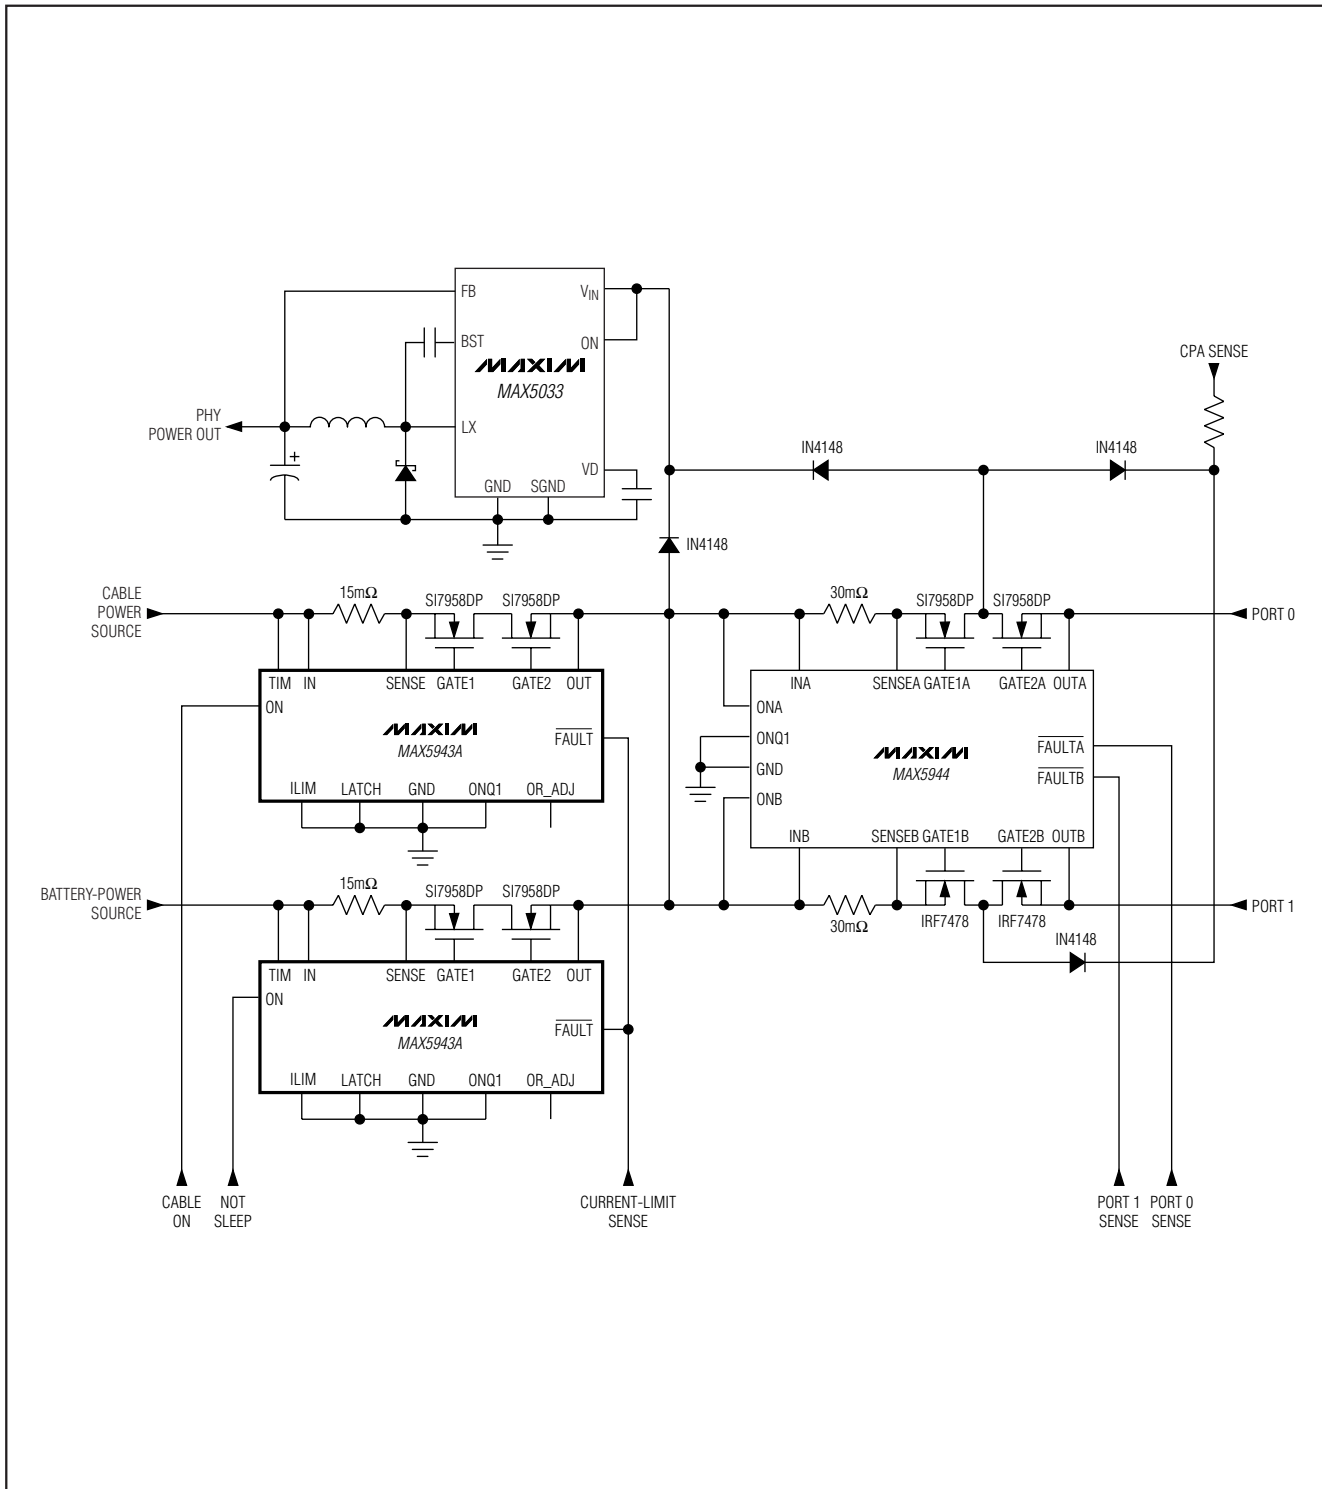 FB
VIN
BST
ON
MAXIM
MAX5033
CPA SENSE
PHY
POWER OUT
LX
VD
GND SGND
+
IN4148
IN4148
IN4148
CABLE
POWER
SOURCE
15mΩ
SI7958DP SI7958DP
30mΩ
SI7958DP SI7958DP
PORT 0
TIM IN SENSE GATE1 GATE2 OUT
ON
MAXIM
MAX5943A
FAULT
ILIM LATCH GND ONQ1 OR_ADJ
INA SENSEA GATE1A GATE2A OUTA
ONA
ONQ1
GND
ONB
MAXIM
MAX5944
FAULTA
FAULTB
INB SENSEB GATE1B GATE2B OUTB
BATTERY-POWER
SOURCE
15mΩ
SI7958DP SI7958DP
30mΩ
IRF7478 IRF7478
PORT 1
IN4148
TIM IN SENSE GATE1 GATE2 OUT
ON
MAXIM
MAX5943A
FAULT
ILIM LATCH GND ONQ1 OR_ADJ
CABLE
ON
NOT
SLEEP
CURRENT-LIMIT
SENSE
PORT 1
SENSE
PORT 0
SENSE